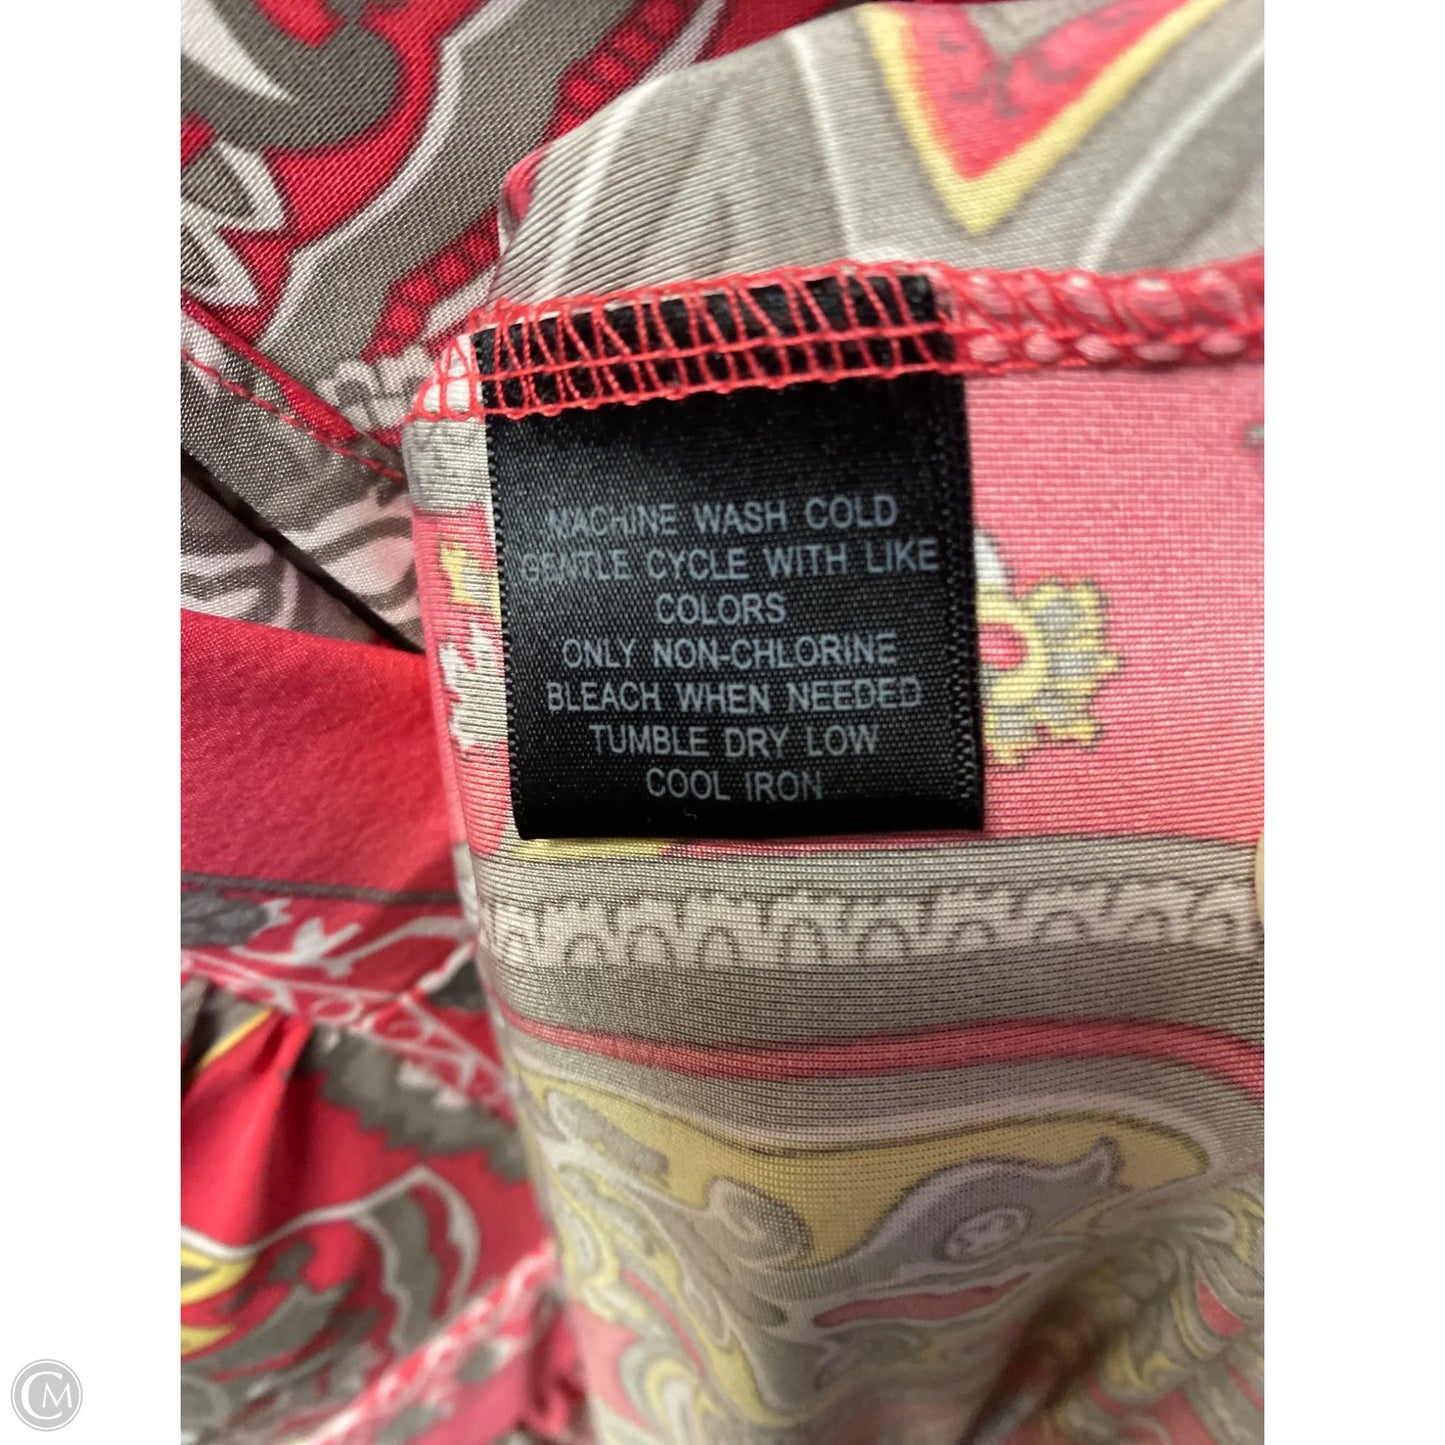 MACHINE WASH COLD
GENTLE CYCLE WITH LIKE
COLORS
ONLY NON-CHLORINE
BLEACH WHEN NEEDED
TUMBLE DRY LOW
COOL IRON
CM